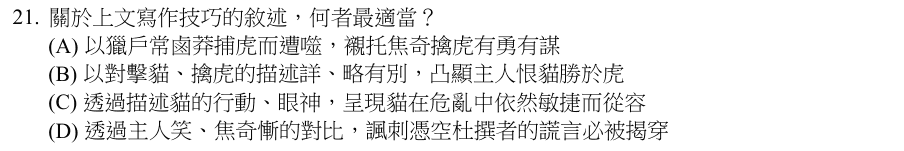 21. 關於上文寫作技巧的敘述，何者最適當？
(A) 以獵戶常鹵莽捕虎而遭噬，襯托焦奇擒虎有勇有謀
(B) 以對擊貓、擒虎的描述詳、略有別，凸顯主人恨貓勝於虎
(C) 透過描述貓的行動、眼神，呈現貓在危亂中依然敏捷而從容
(D) 透過主人笑、焦奇慚的對比，諷刺憑空杜撰者的謊言必被揭穿